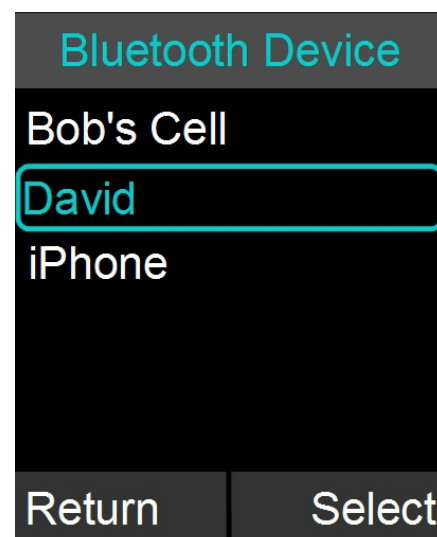 Bluetooth Device
Bob's Cell
David
iPhone
Return Select